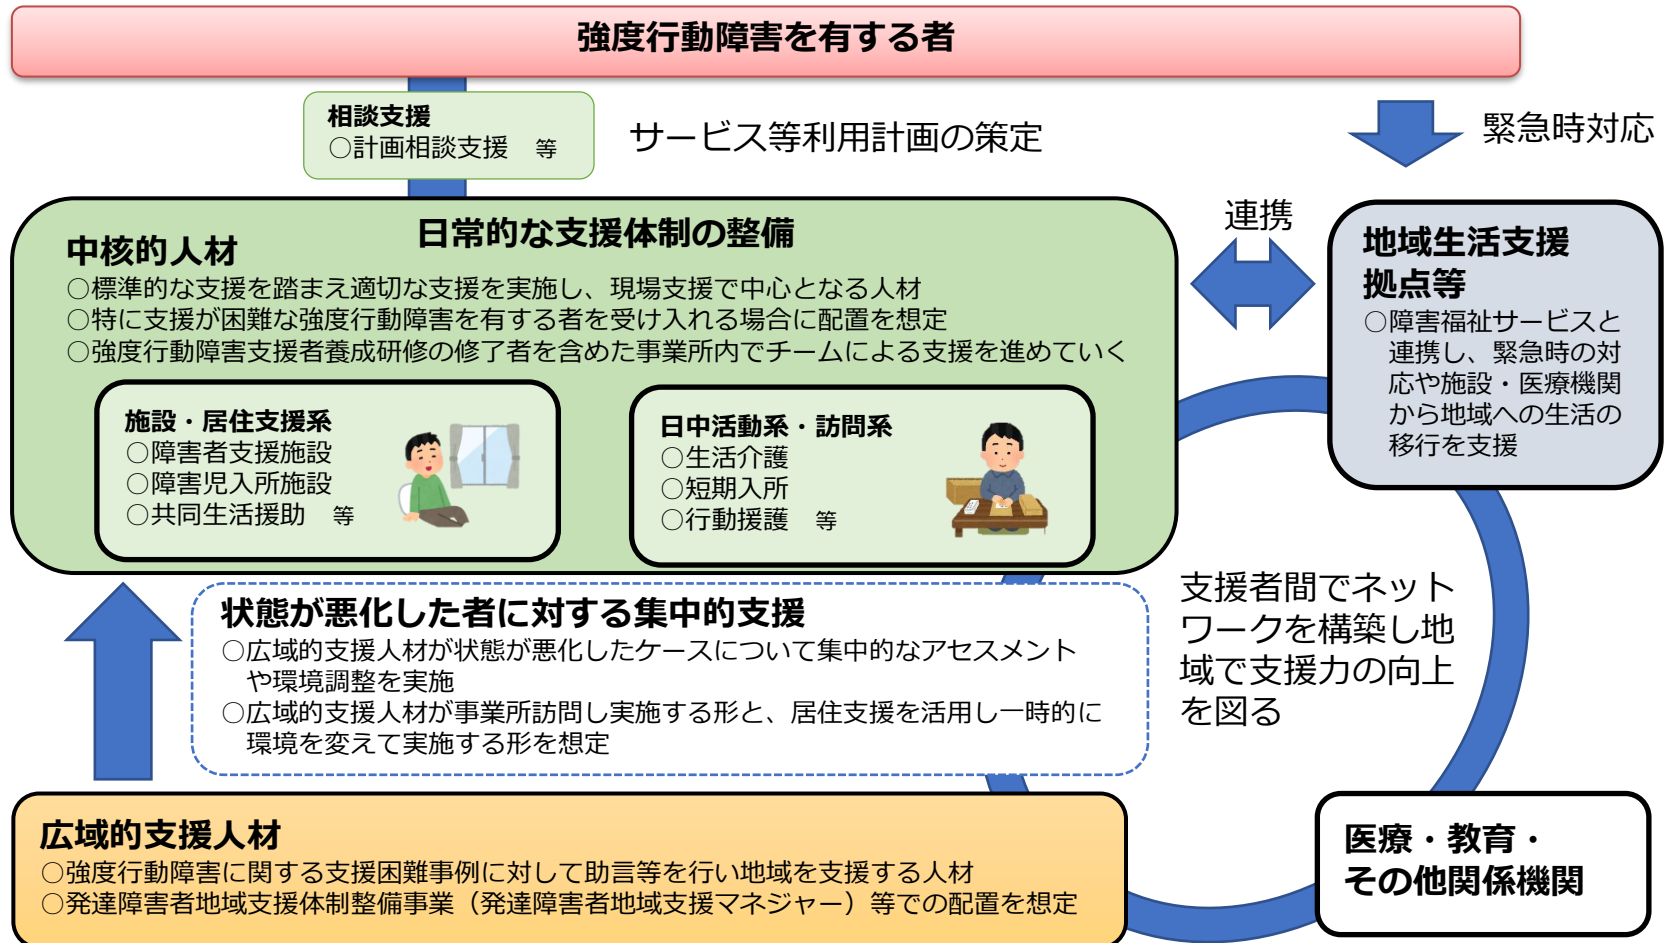 強度行動障害を有する者
相談支援
○計画相談支援　等
サービス等利用計画の策定
緊急時対応
日常的な支援体制の整備
中核的人材
○標準的な支援を踏まえ適切な支援を実施し、現場支援で中心となる人材
○特に支援が困難な強度行動障害を有する者を受け入れる場合に配置を想定
○強度行動障害支援者養成研修の修了者を含めた事業所内でチームによる支援を進めていく
施設・居住支援系
○障害者支援施設
○障害児入所施設
○共同生活援助　等
日中活動系・訪問系
○生活介護
○短期入所
○行動援護　等
連携
地域生活支援
拠点等
○障害福祉サービスと
連携し、緊急時の対
応や施設・医療機関
から地域への生活の
移行を支援
状態が悪化した者に対する集中的支援
○広域的支援人材が状態が悪化したケースについて集中的なアセスメント
や環境調整を実施
○広域的支援人材が事業所訪問し実施する形と、居住支援を活用し一時的に
環境を変えて実施する形を想定
支援者間でネット
ワークを構築し地
域で支援力の向上
を図る
広域的支援人材
○強度行動障害に関する支援困難事例に対して助言等を行い地域を支援する人材
○発達障害者地域支援体制整備事業（発達障害者地域支援マネジャー）等での配置を想定
医療・教育・
その他関係機関